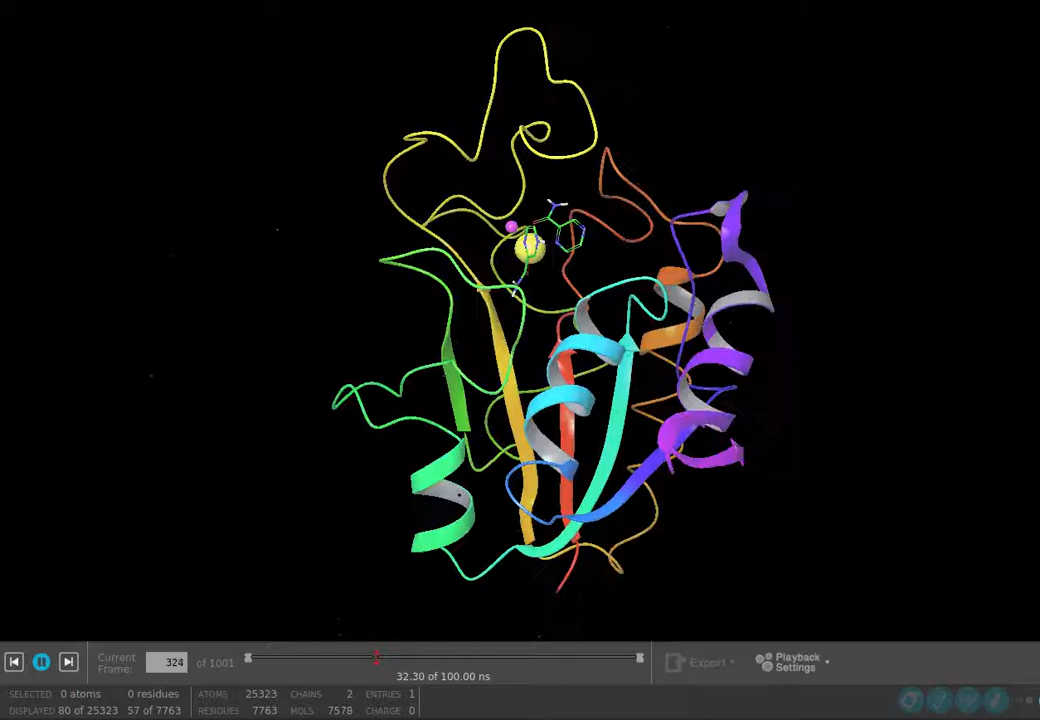 Current
Frame:
324
of 1001
32.30 of 100.00 ns
Export
Playback
Settings
SELECTED 0 atoms 0 residues ATOMS 25323 CHAINS 2 ENTRIES 1
DISPLAYED 80 of 25323 57 of 7763 RESIDUES 7763 MOLS. 7578 CHARGE 0